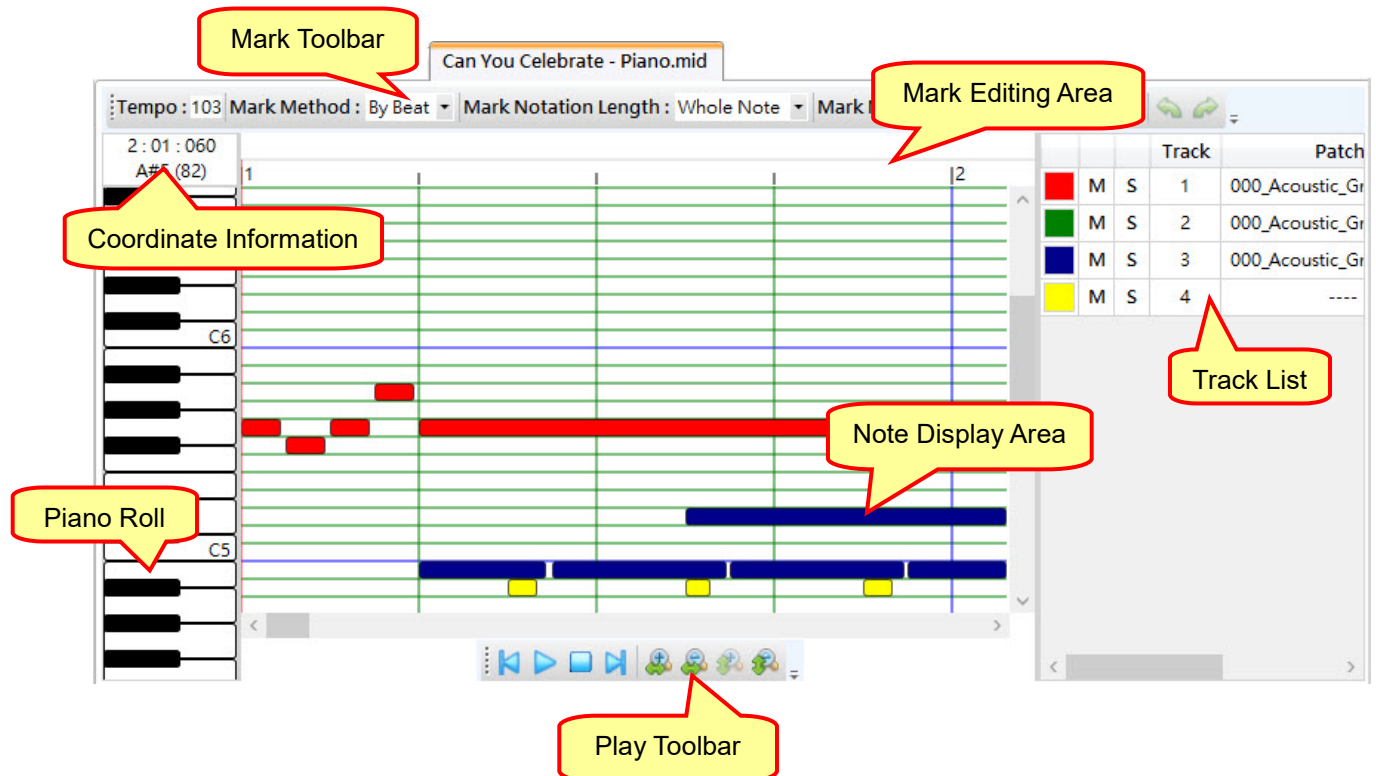 Mark Toolbar
Can You Celebrate - Piano.mid
Tempo : 103 Mark Method : By Beat Mark Notation Length : Whole Note Mark
Mark Editing Area
2 : 01 : 060
A#5 (82)
1
2
Track Patch
M S 1 000_Acoustic_Gr
M S 2 000_Acoustic_Gr
M S 3 000_Acoustic_Gr
M S 4 ----
Coordinate Information
C6
Track List
Note Display Area
Piano Roll
C5
Play Toolbar